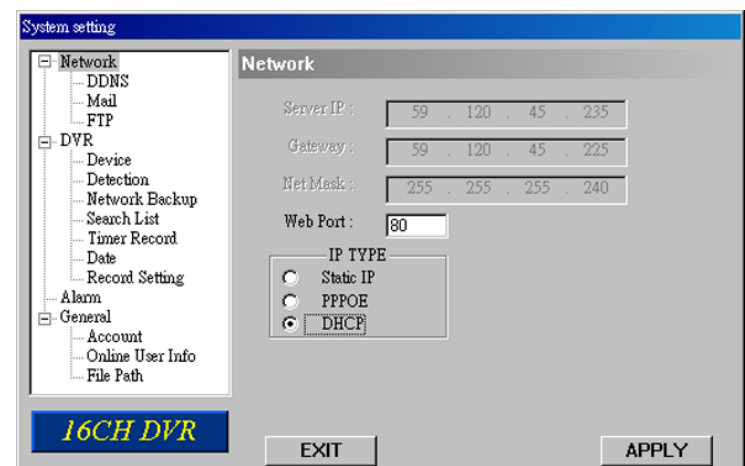 System setting
Network
DDNS
Mail
FTP
DVR
Device
Detection
Network Backup
Search List
Timer Record
Date
Record Setting
Alarm
General
Account
Online User Info
File Path
16CH DVR
Network
Server IP : 59 . 120 . 45 . 235
Gateway : 59 . 120 . 45 . 225
Net Mask : 255 . 255 . 255 . 240
Web Port : 80
IP TYPE
Static IP
PPPOE
DHCP
EXIT APPLY